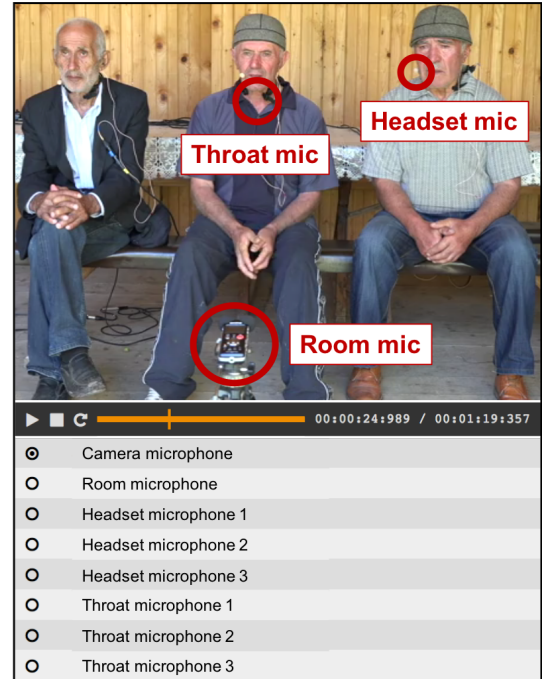 Headset mic
Throat mic
Room mic
00:00:24:989 / 00:01:19:357
Camera microphone
Room microphone
Headset microphone 1
Headset microphone 2
Headset microphone 3
Throat microphone 1
Throat microphone 2
Throat microphone 3